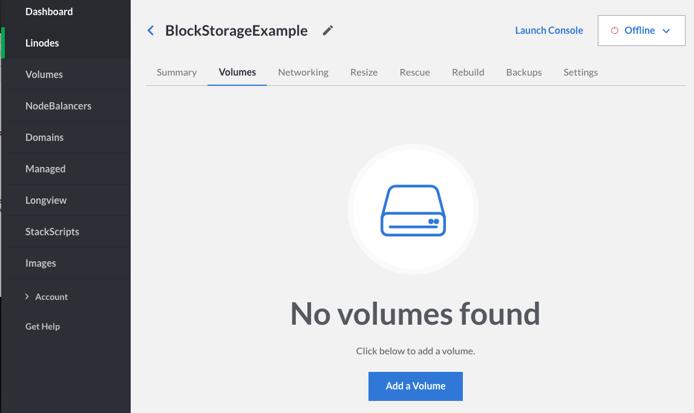 Dashboard
Linodes
Volumes
NodeBalancers
Domains
Managed
Longview
StackScripts
Images
Account
Get Help
BlockStorageExample
Launch Console
Offline
Summary Volumes Networking Resize Rescue Rebuild Backups Settings
No volumes found
Click below to add a volume.
Add a Volume